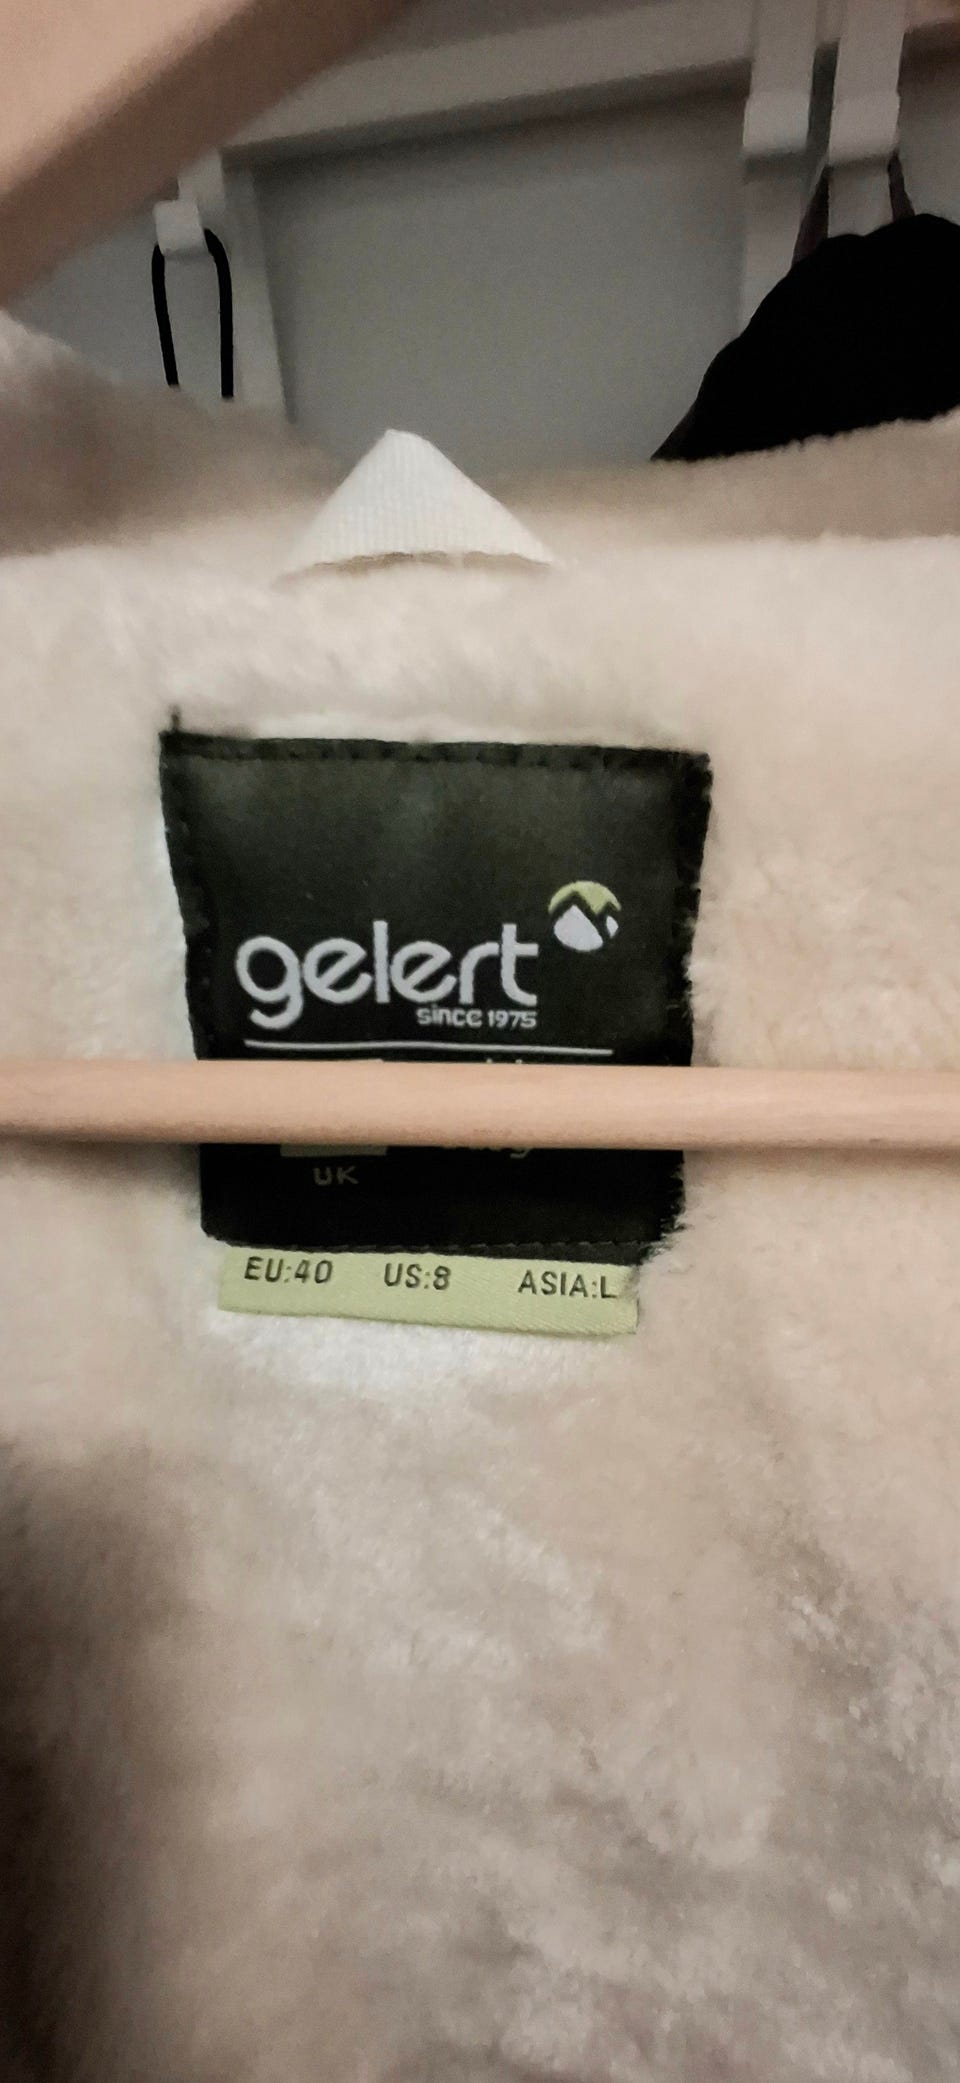 gelert
since 1975
UK
EU:40 US:8 ASIA:L